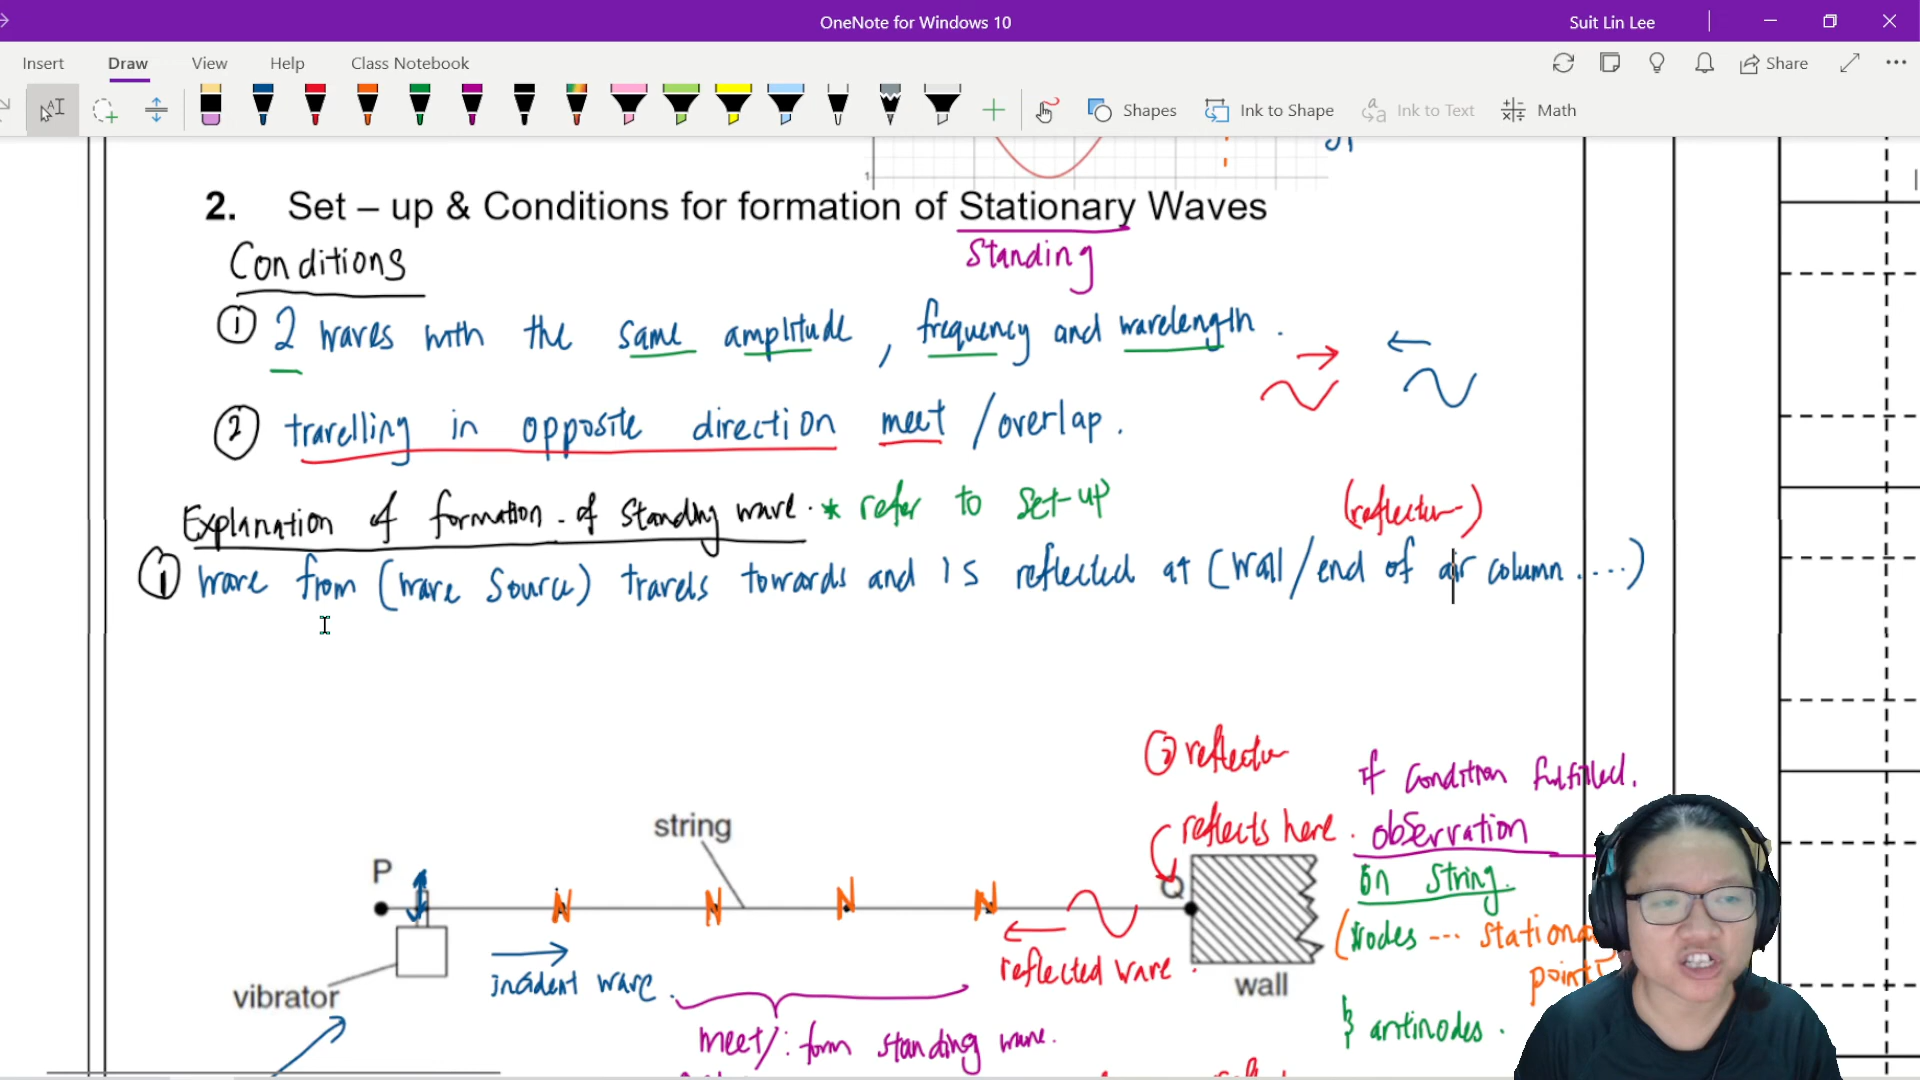 OneNote for Windows 10
Suit Lin Lee
Insert
Draw
View
Help
Class Notebook
Share
Shapes
Ink to Shape
Ink to Text
Math
2. Set – up & Conditions for formation of Stationary Waves
Standing
Conditions
① 2 waves with the same amplitude, frequency and wavelength.
② travelling in opposite direction meet /overlap.
Explanation of formation of standing wave. * refer to set-up
(reflector)
① wave from (wave source) travels towards and is reflected at (wall/end of air column .....)
② reflector
reflects here.
if condition fulfilled.
observation
on string.
(Nodes --- stationa
point
& antinodes.
string
P
Q
N N N N
vibrator
incident wave.
reflected wave.
wall
meet/: form standing wave.